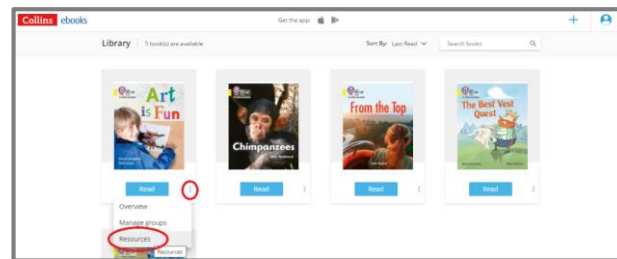 Collins ebooks
Get the app:
Library
5 book(s) are available
Sort By: Last Read
Search books
Art
is Fun
Chimpanzees
From the Top
The Best Vest
Quest
Read
Read
Read
Read
Overview
Manage groups
Resources
Resources